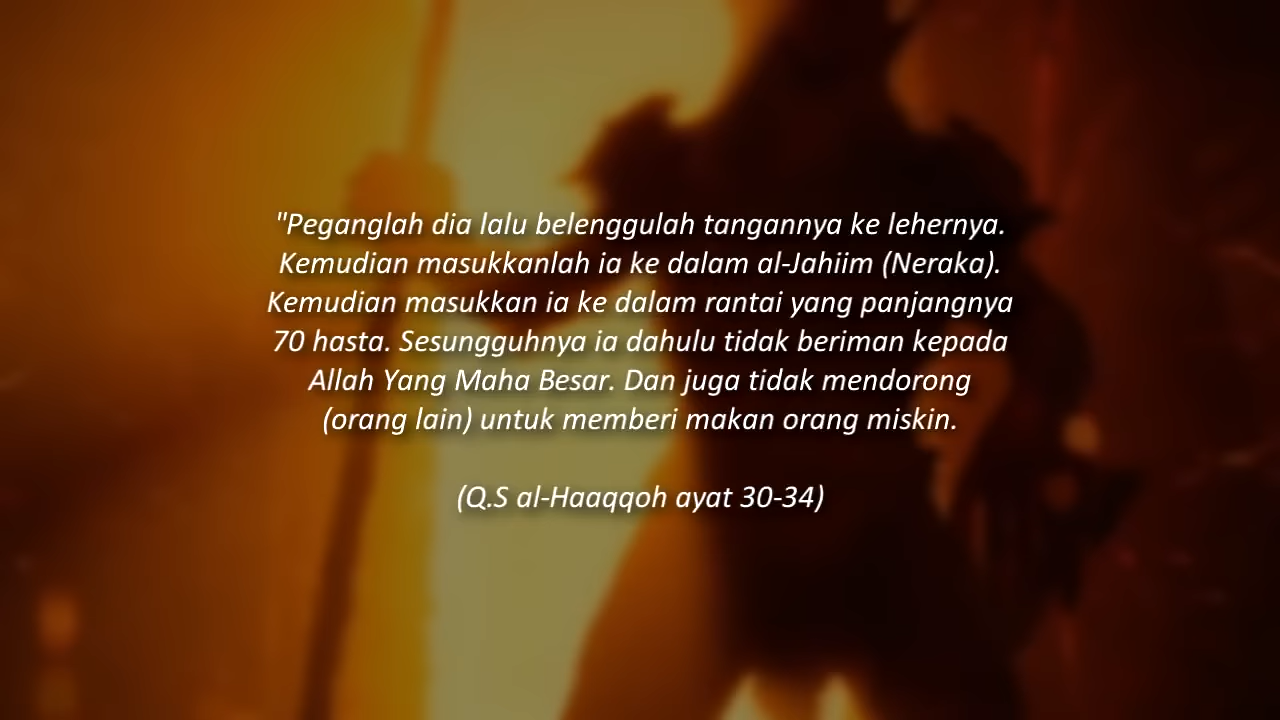 "Peganglah dia lalu belenggulah tangannya ke lehernya.
Kemudian masukkanlah ia ke dalam al-Jahiim (Neraka).
Kemudian masukkan ia ke dalam rantai yang panjangnya
70 hasta. Sesungguhnya ia dahulu tidak beriman kepada
Allah Yang Maha Besar. Dan juga tidak mendorong
(orang lain) untuk memberi makan orang miskin.
(Q.S al-Haaqqoh ayat 30-34)